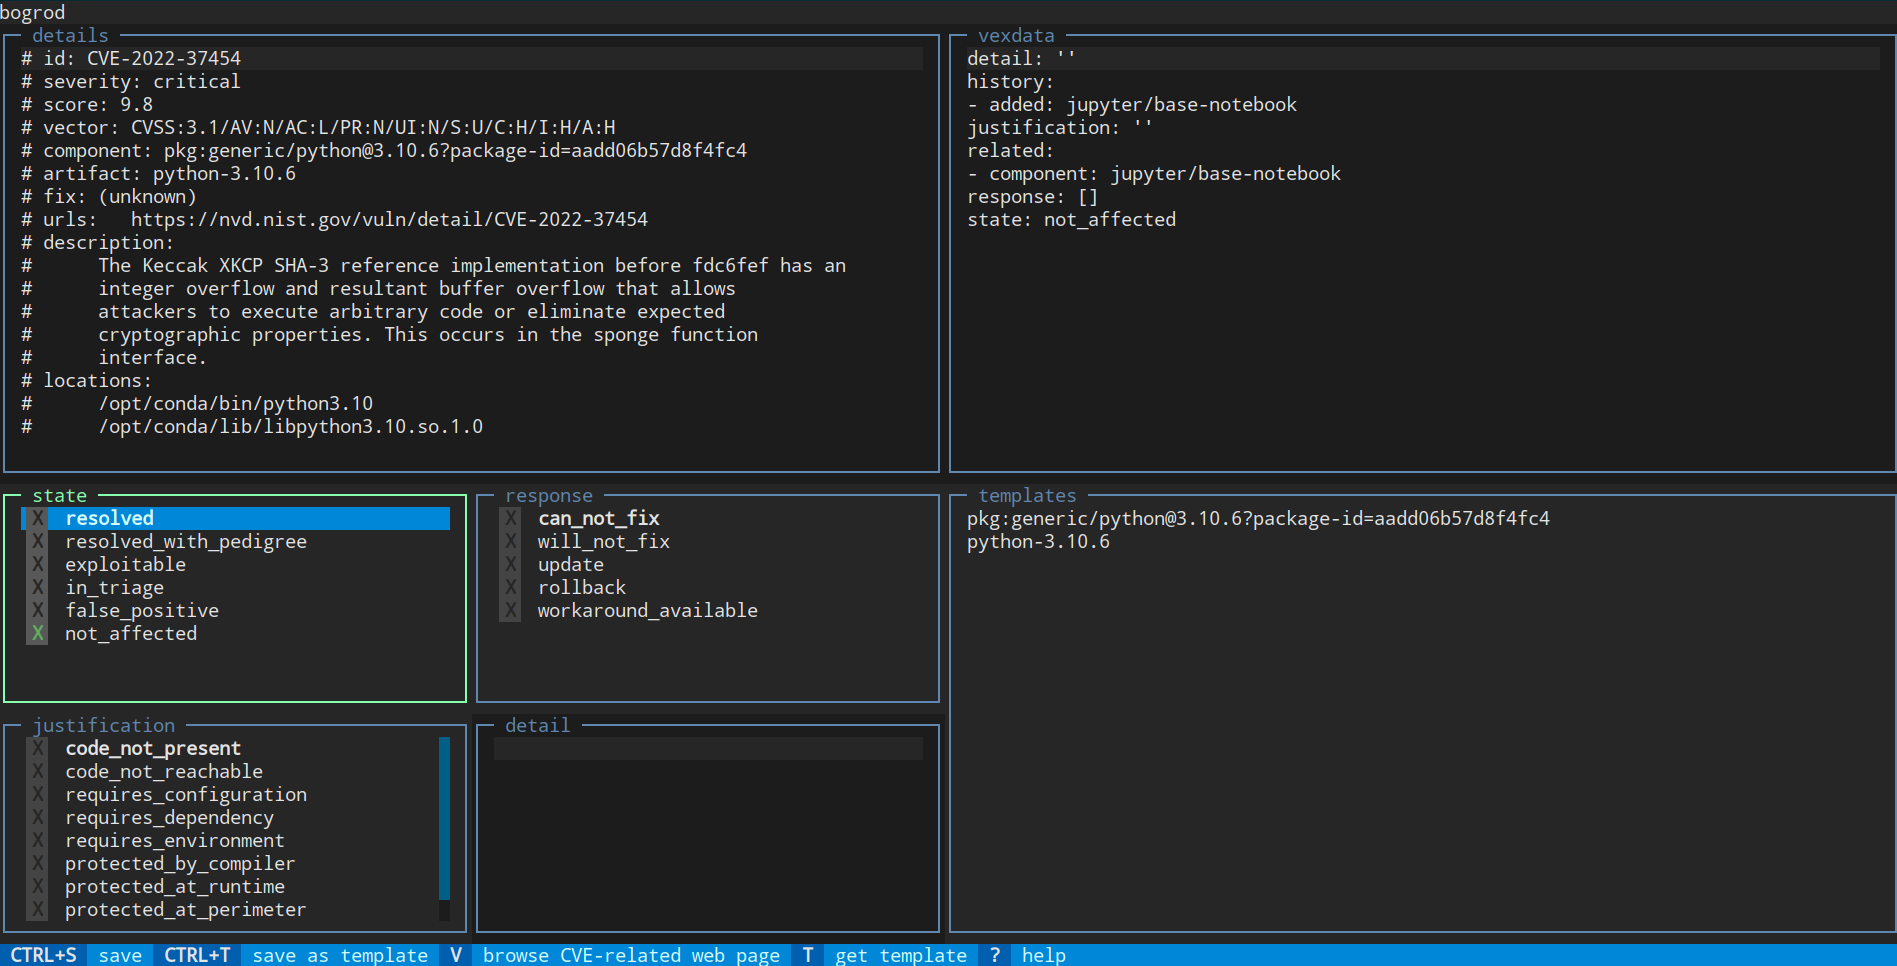 bogrod
details
# id: CVE-2022-37454
# severity: critical
# score: 9.8
# vector: CVSS:3.1/AV:N/AC:L/PR:N/UI:N/S:U/C:H/I:H/A:H
# component: pkg:generic/python@3.10.6?package-id=aadd06b57d8f4fc4
# artifact: python-3.10.6
# fix: (unknown)
# urls:   https://nvd.nist.gov/vuln/detail/CVE-2022-37454
# description:
#      The Keccak XKCP SHA-3 reference implementation before fdc6fef has an
#      integer overflow and resultant buffer overflow that allows
#      attackers to execute arbitrary code or eliminate expected
#      cryptographic properties. This occurs in the sponge function
#      interface.
# locations:
#      /opt/conda/bin/python3.10
#      /opt/conda/lib/libpython3.10.so.1.0
vexdata
detail: ''
history:
- added: jupyter/base-notebook
justification: ''
related:
- component: jupyter/base-notebook
response: []
state: not_affected
state
X resolved
X resolved_with_pedigree
X exploitable
X in_triage
X false_positive
X not_affected
response
X can_not_fix
X will_not_fix
X update
X rollback
X workaround_available
templates
pkg:generic/python@3.10.6?package-id=aadd06b57d8f4fc4
python-3.10.6
justification
X code_not_present
X code_not_reachable
X requires_configuration
X requires_dependency
X requires_environment
X protected_by_compiler
X protected_at_runtime
X protected_at_perimeter
detail
CTRL+S save CTRL+T save as template V browse CVE-related web page T get template ? help